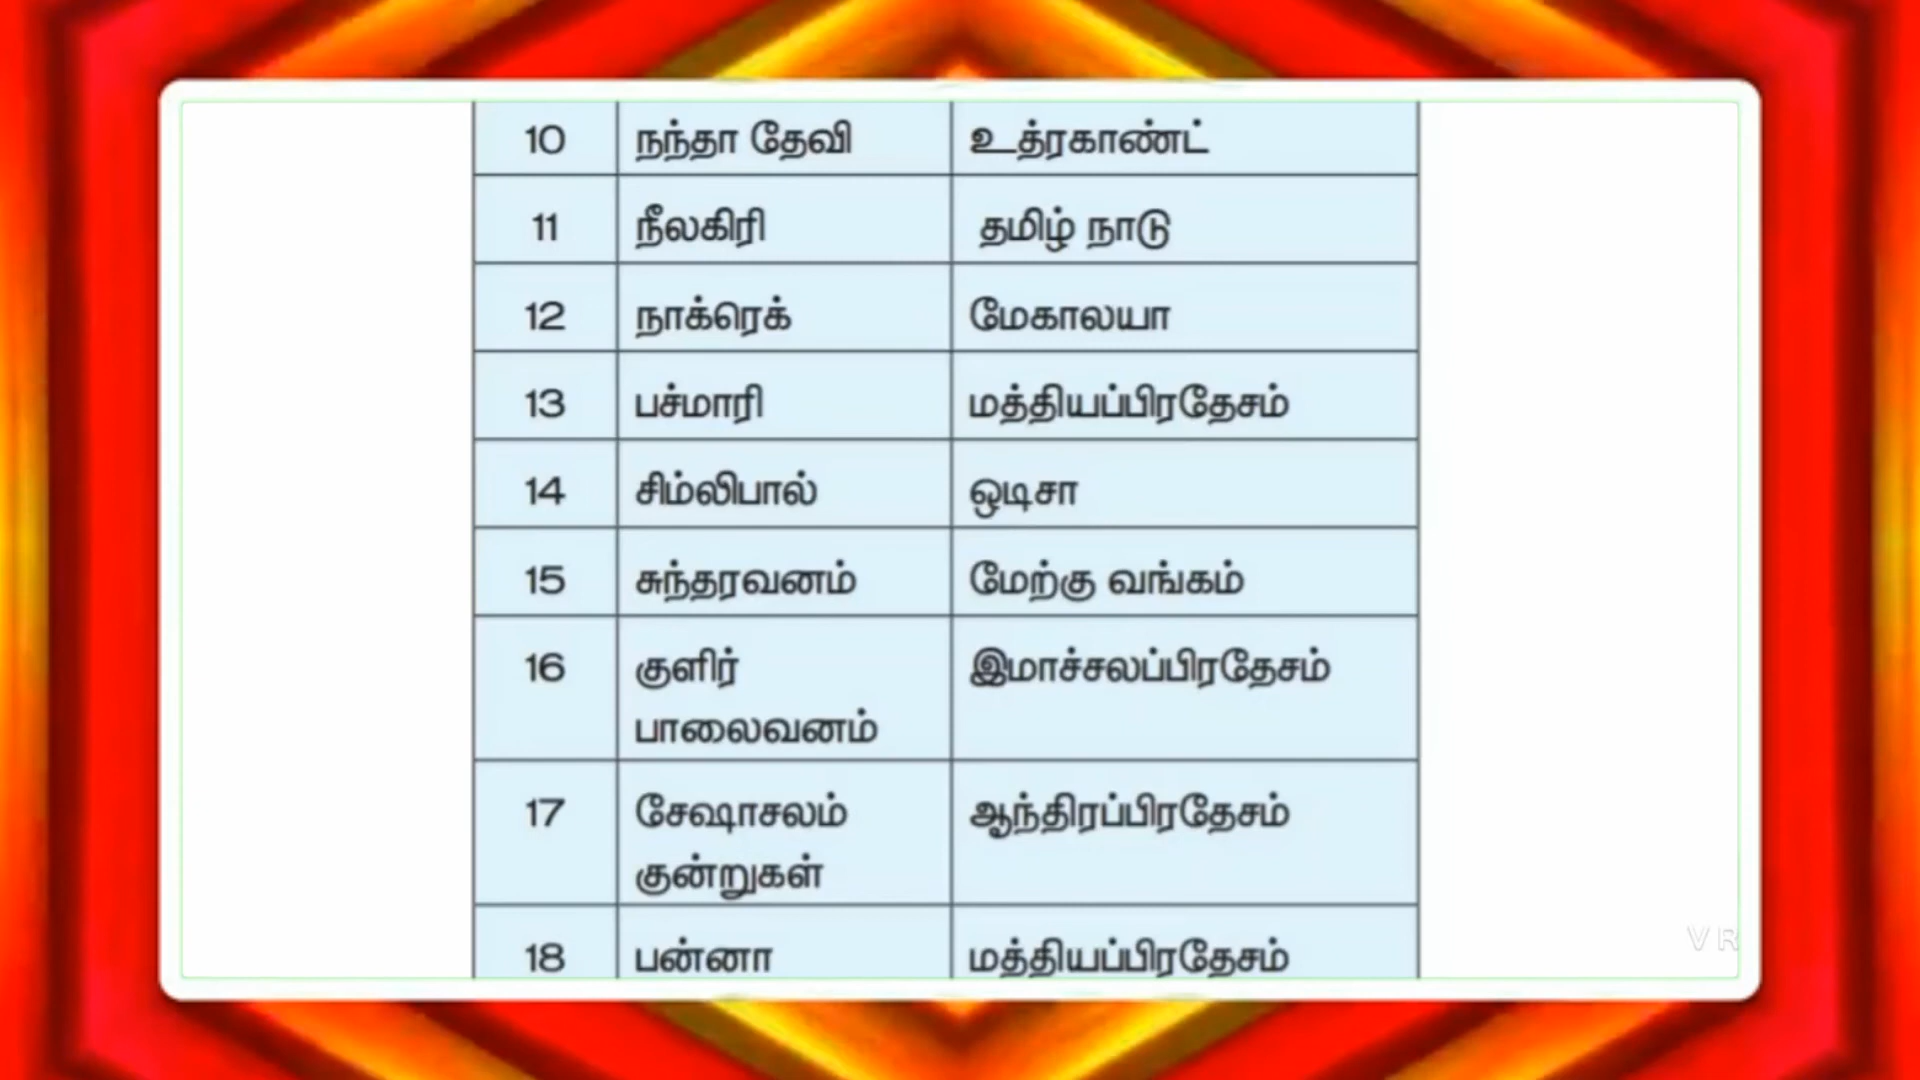 10 நந்தா தேவி உத்ரகாண்ட்
11 நீலகிரி தமிழ் நாடு
12 நாக்ரெக் மேகாலயா
13 பச்மாரி மத்தியப்பிரதேசம்
14 சிம்லிபால் ஒடிசா
15 சுந்தரவனம் மேற்கு வங்கம்
16 குளிர் இமாச்சலப்பிரதேசம்
பாலைவனம்
17 சேஷாசலம் ஆந்திரப்பிரதேசம்
குன்றுகள்
18 பன்னா மத்தியப்பிரதேசம்
VR